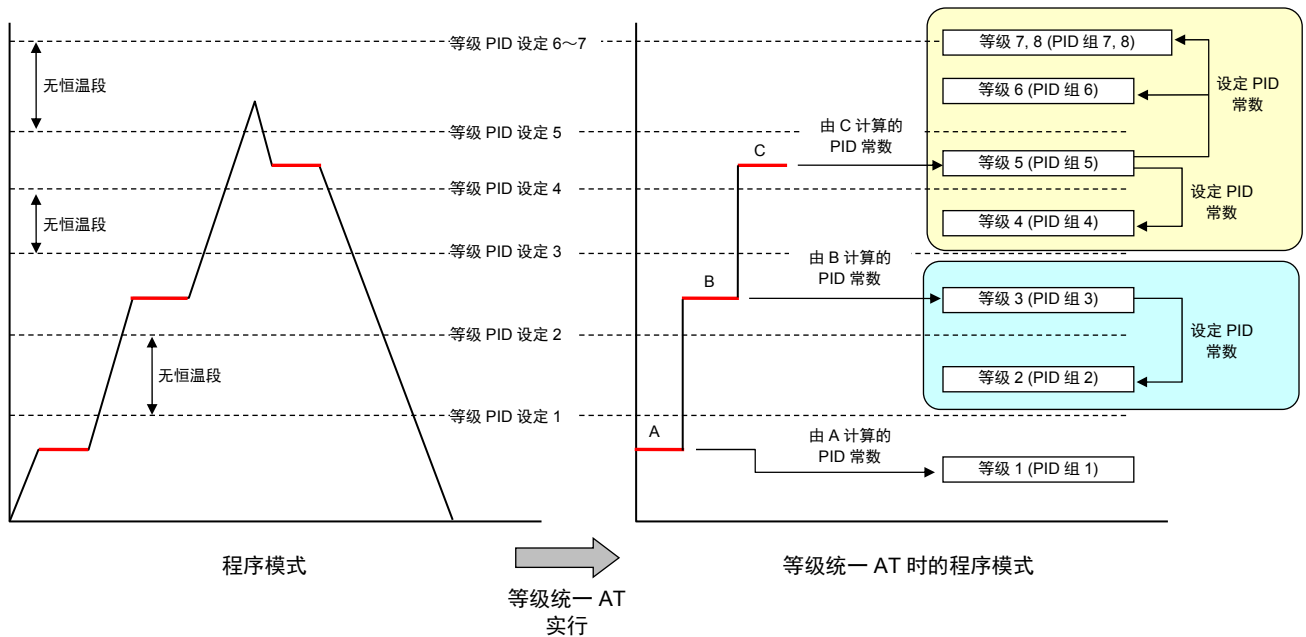 等级 PID 设定 6～7
无恒温段
等级 PID 设定 5
等级 PID 设定 4
无恒温段
等级 PID 设定 3
等级 PID 设定 2
无恒温段
等级 PID 设定 1
程序模式
等级统一 AT
实行
等级 7, 8 (PID 组 7, 8)
等级 6 (PID 组 6)
设定 PID
常数
由 C 计算的
PID 常数
C
等级 5 (PID 组 5)
设定 PID
常数
等级 4 (PID 组 4)
由 B 计算的
PID 常数
B
等级 3 (PID 组 3)
设定 PID
常数
等级 2 (PID 组 2)
A
由 A 计算的
PID 常数
等级 1 (PID 组 1)
等级统一 AT 时的程序模式